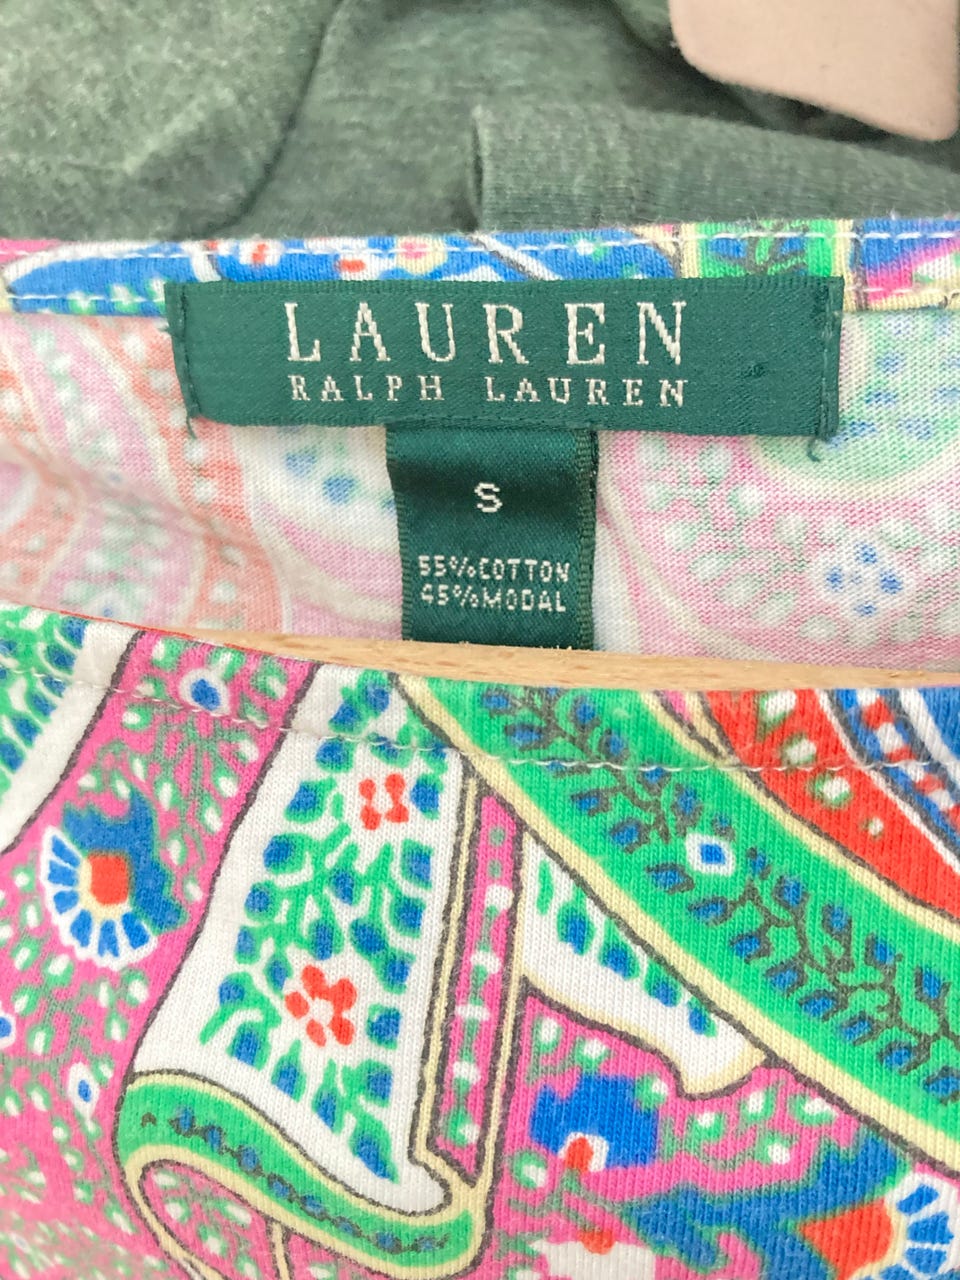 LAUREN
RALPH LAUREN
S
55%COTTON
45%MODAL